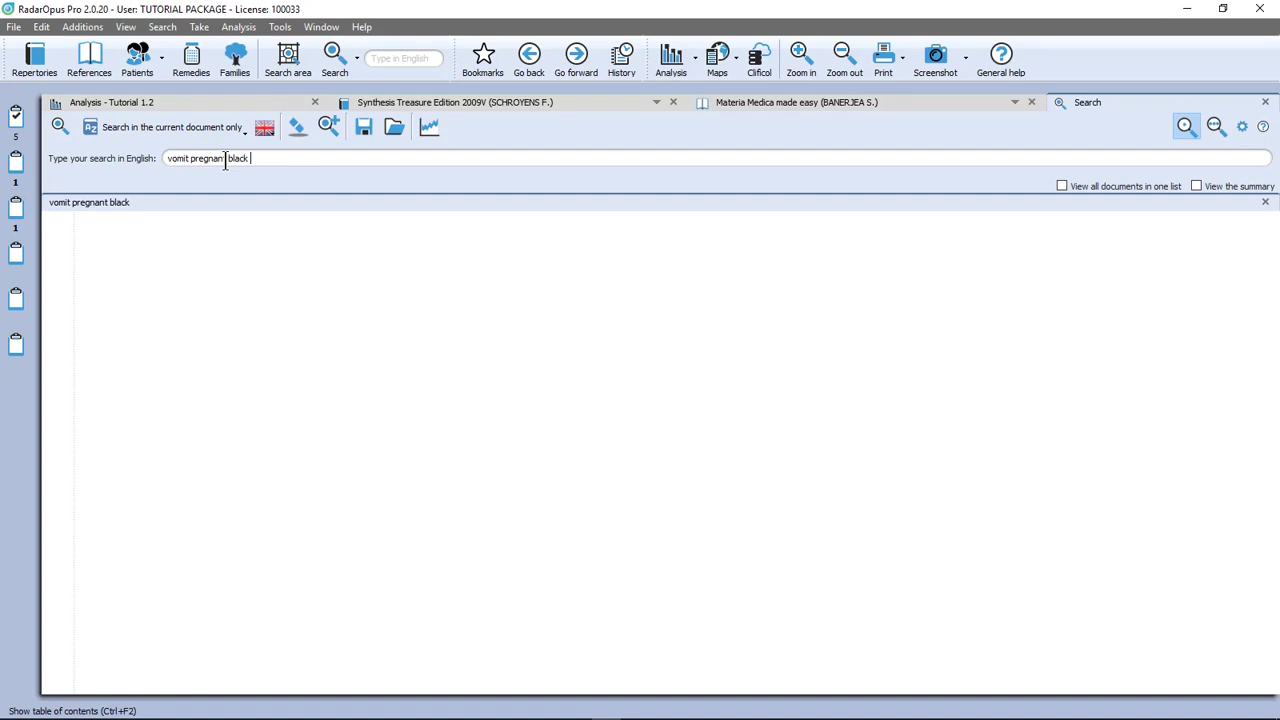 RadarOpus Pro 2.0.20 - User: TUTORIAL PACKAGE - License: 100033
File Edit Additions View Search Take Analysis Tools Window Help
Type in English
Repertories References Patients Remedies Families Search area Search Bookmarks Go back Go forward History Analysis Maps Clificol Zoom in Zoom out Print Screenshot General help
Analysis - Tutorial 1.2 Synthesis Treasure Edition 2009V (SCHROYENS F.) Materia Medica made easy (BANERJEA S.) Search
Search in the current document only
Type your search in English: vomit pregnant black
View all documents in one list View the summary
vomit pregnant black
5
1
1
Show table of contents (Ctrl+F2)